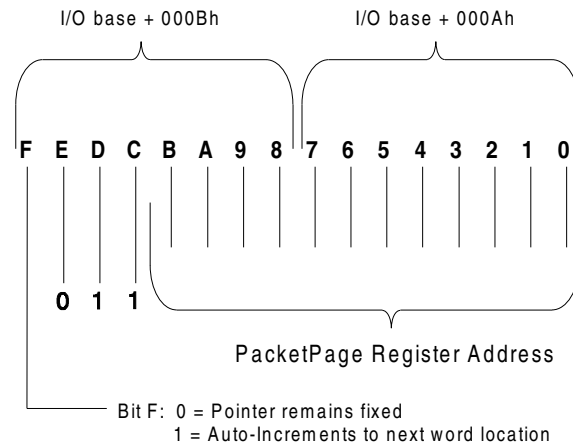 I/O base + 000Bh I/O base + 000Ah
F E D C B A 9 8 7 6 5 4 3 2 1 0
0 1 1
PacketPage Register Address
Bit F: 0 = Pointer remains fixed
1 = Auto-Increments to next word location